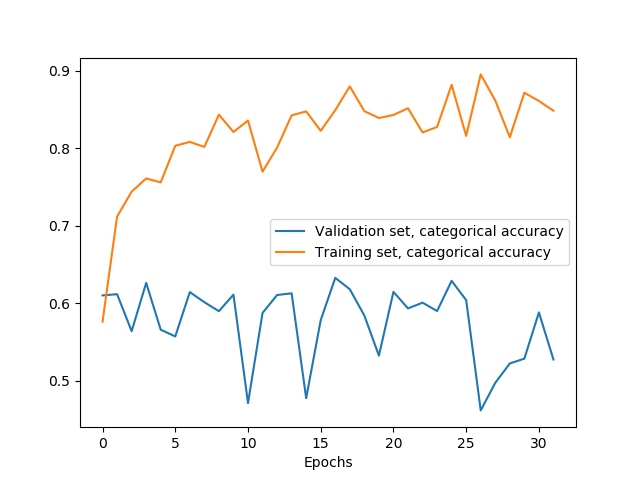 0.9
0.8
0.7
0.6
0.5
Validation set, categorical accuracy
Training set, categorical accuracy
0 5 10 15 20 25 30
Epochs